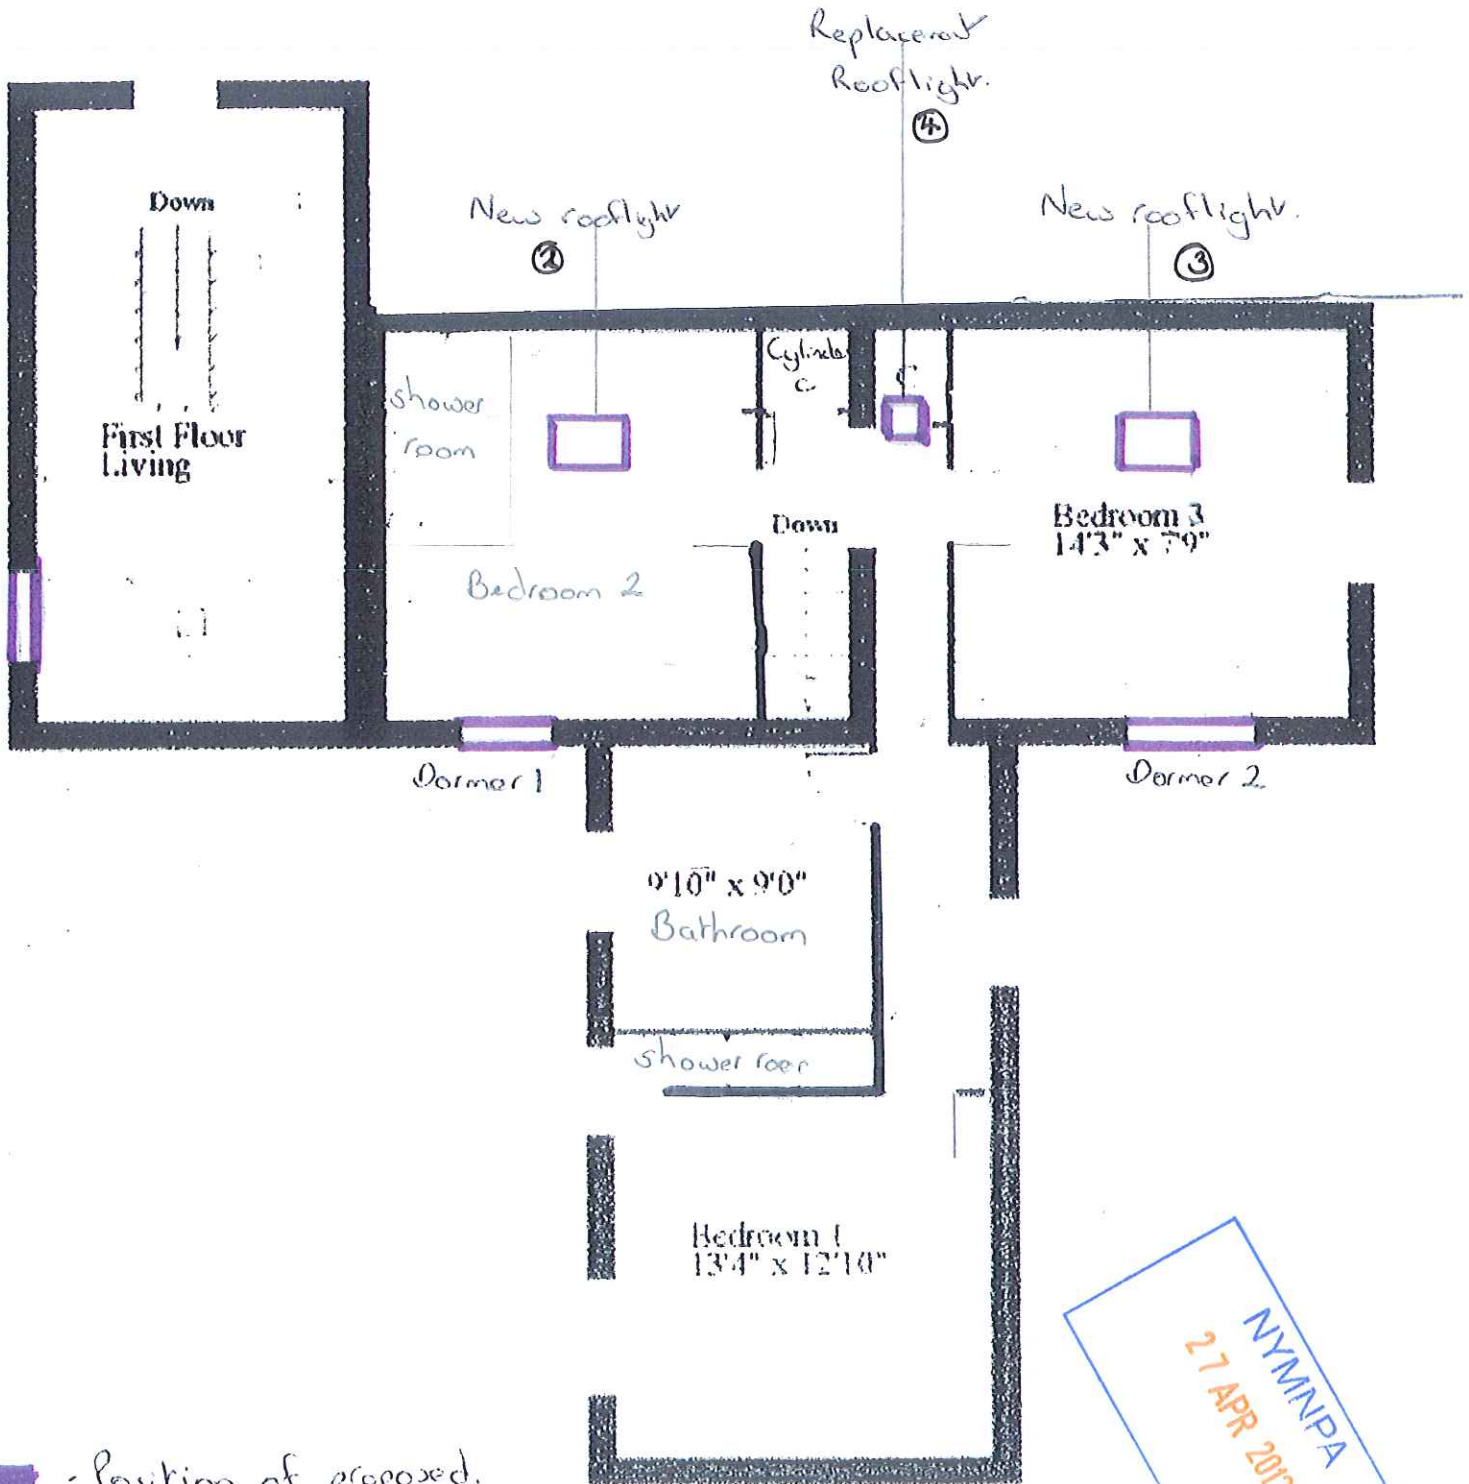 Replacement
Rooflight.
④
New rooflight
②
New rooflight.
③
Down
First Floor
Living
shower
room
Cylinder
C
C
Down
Bedroom 2
Bedroom 3
14'3" x 7'9"
Dormer 1
Dormer 2
9'10" x 9'0"
Bathroom
shower room
Bedroom 1
13'4" x 12'10"
NYMNPA
27 APR 201
- Position of proposed.